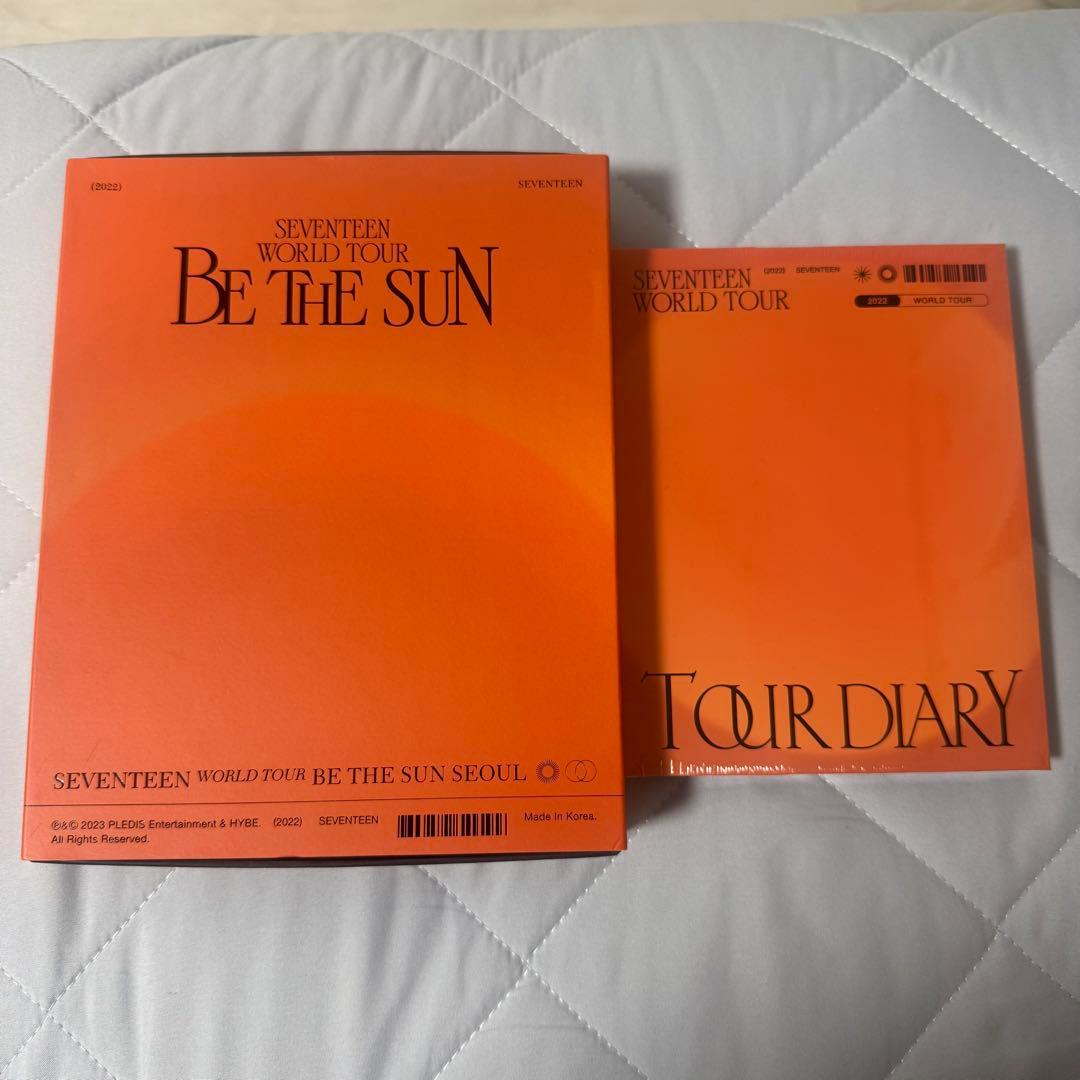 (2022) SEVENTEEN
SEVENTEEN
WORLD TOUR
BE THE SUN
SEVENTEEN WORLD TOUR BE THE SUN SEOUL
℗&© 2023 PLEDIS Entertainment & HYBE. (2022) SEVENTEEN Made In Korea.
All Rights Reserved.
SEVENTEEN (2022) SEVENTEEN
WORLD TOUR 2022 WORLD TOUR
TOUR DIARY